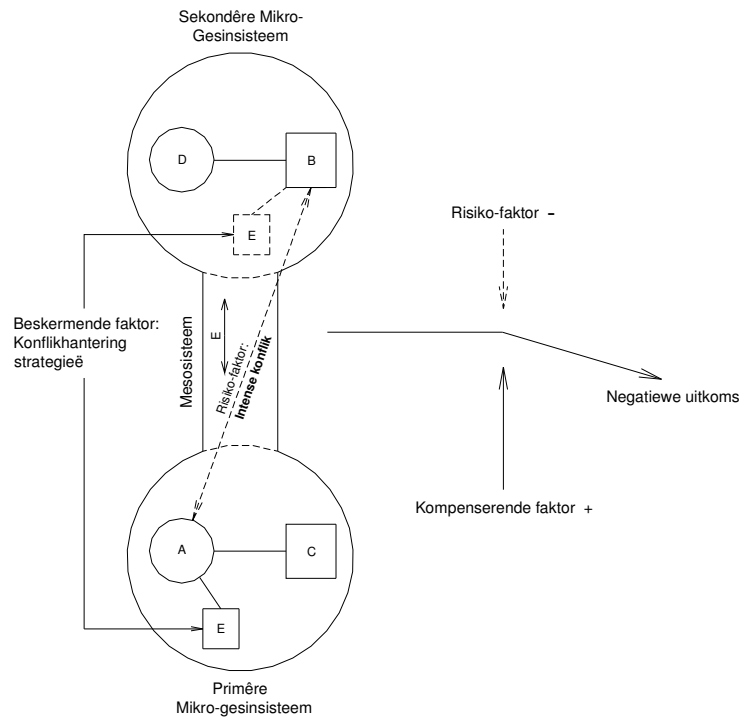 Sekondêre Mikro-
Gesinsisteem
D
B
E
Risiko-faktor -
Beskermende faktor:
Konflikhantering
strategieë
Mesosisteem
E
Risiko-faktor:
Intense konflik
Negatiewe uitkoms
Kompenserende faktor +
A
C
E
Primêre
Mikro-gesinsisteem